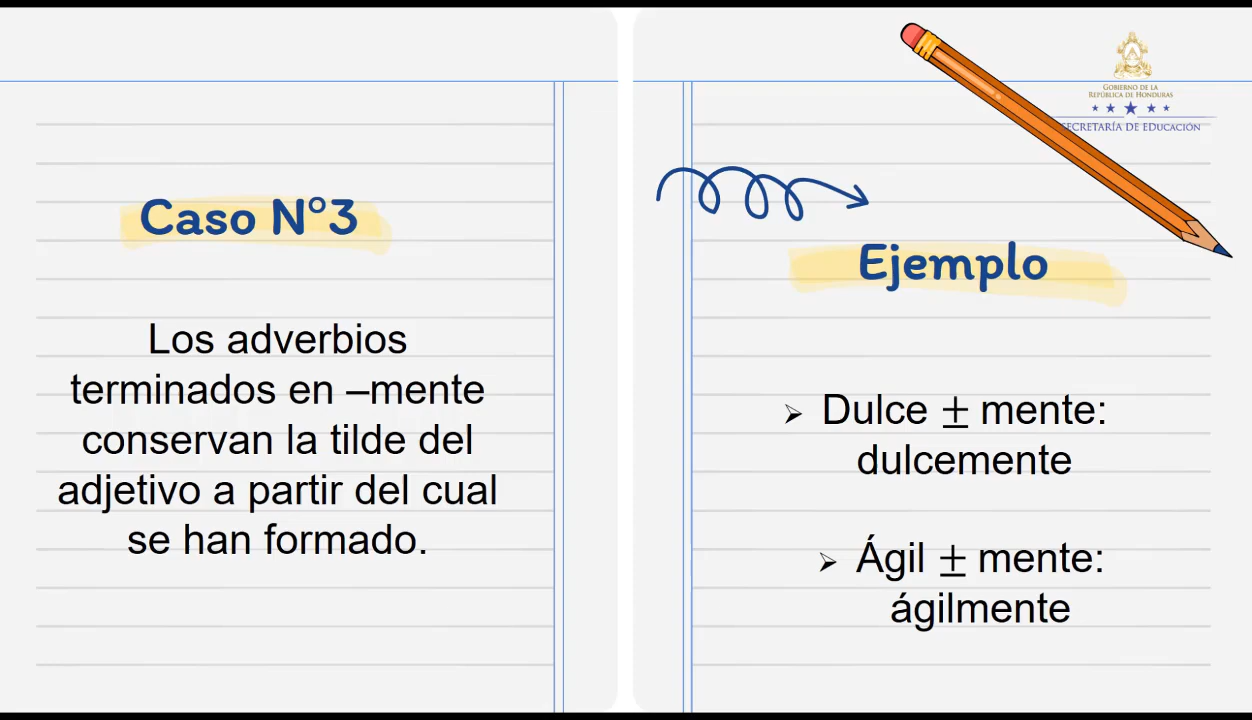 Caso N°3
Los adverbios
terminados en –mente
conservan la tilde del
adjetivo a partir del cual
se han formado.
GOBIERNO DE LA
REPÚBLICA DE HONDURAS
SECRETARÍA DE EDUCACIÓN
Ejemplo
➢ Dulce ± mente:
dulcemente
➢ Ágil ± mente:
ágilmente